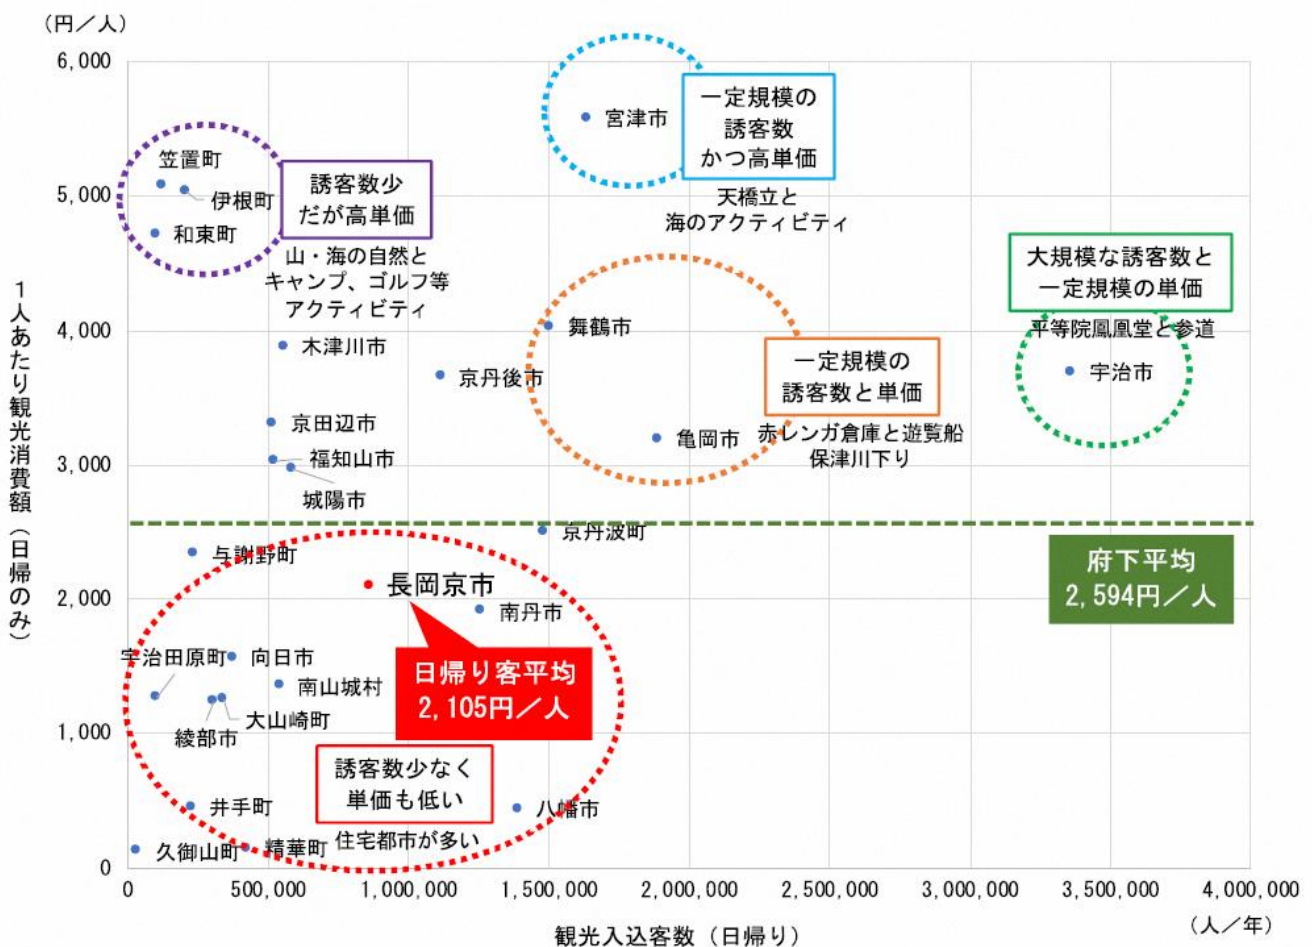 (円/人)
6,000
5,000
4,000
3,000
2,000
1,000
0
1人あたり観光消費額(日帰のみ)
笠置町
伊根町
和束町
誘客数少
だが高単価
山・海の自然と
キャンプ、ゴルフ等
アクティビティ
宮津市
一定規模の
誘客数
かつ高単価
天橋立と
海のアクティビティ
大規模な誘客数と
一定規模の単価
平等院鳳凰堂と参道
宇治市
木津川市
京丹後市
舞鶴市
一定規模の
誘客数と単価
亀岡市
赤レンガ倉庫と遊覧船
保津川下り
京田辺市
福知山市
城陽市
京丹波町
府下平均
2,594円/人
与謝野町
長岡京市
南丹市
日帰り客平均
2,105円/人
宇治田原町
向日市
南山城村
大山崎町
綾部市
誘客数少なく
単価も低い
住宅都市が多い
井手町
八幡市
久御山町
精華町
0
500,000
1,000,000
1,500,000
2,000,000
2,500,000
3,000,000
3,500,000
4,000,000
(人/年)
観光入込客数(日帰り)